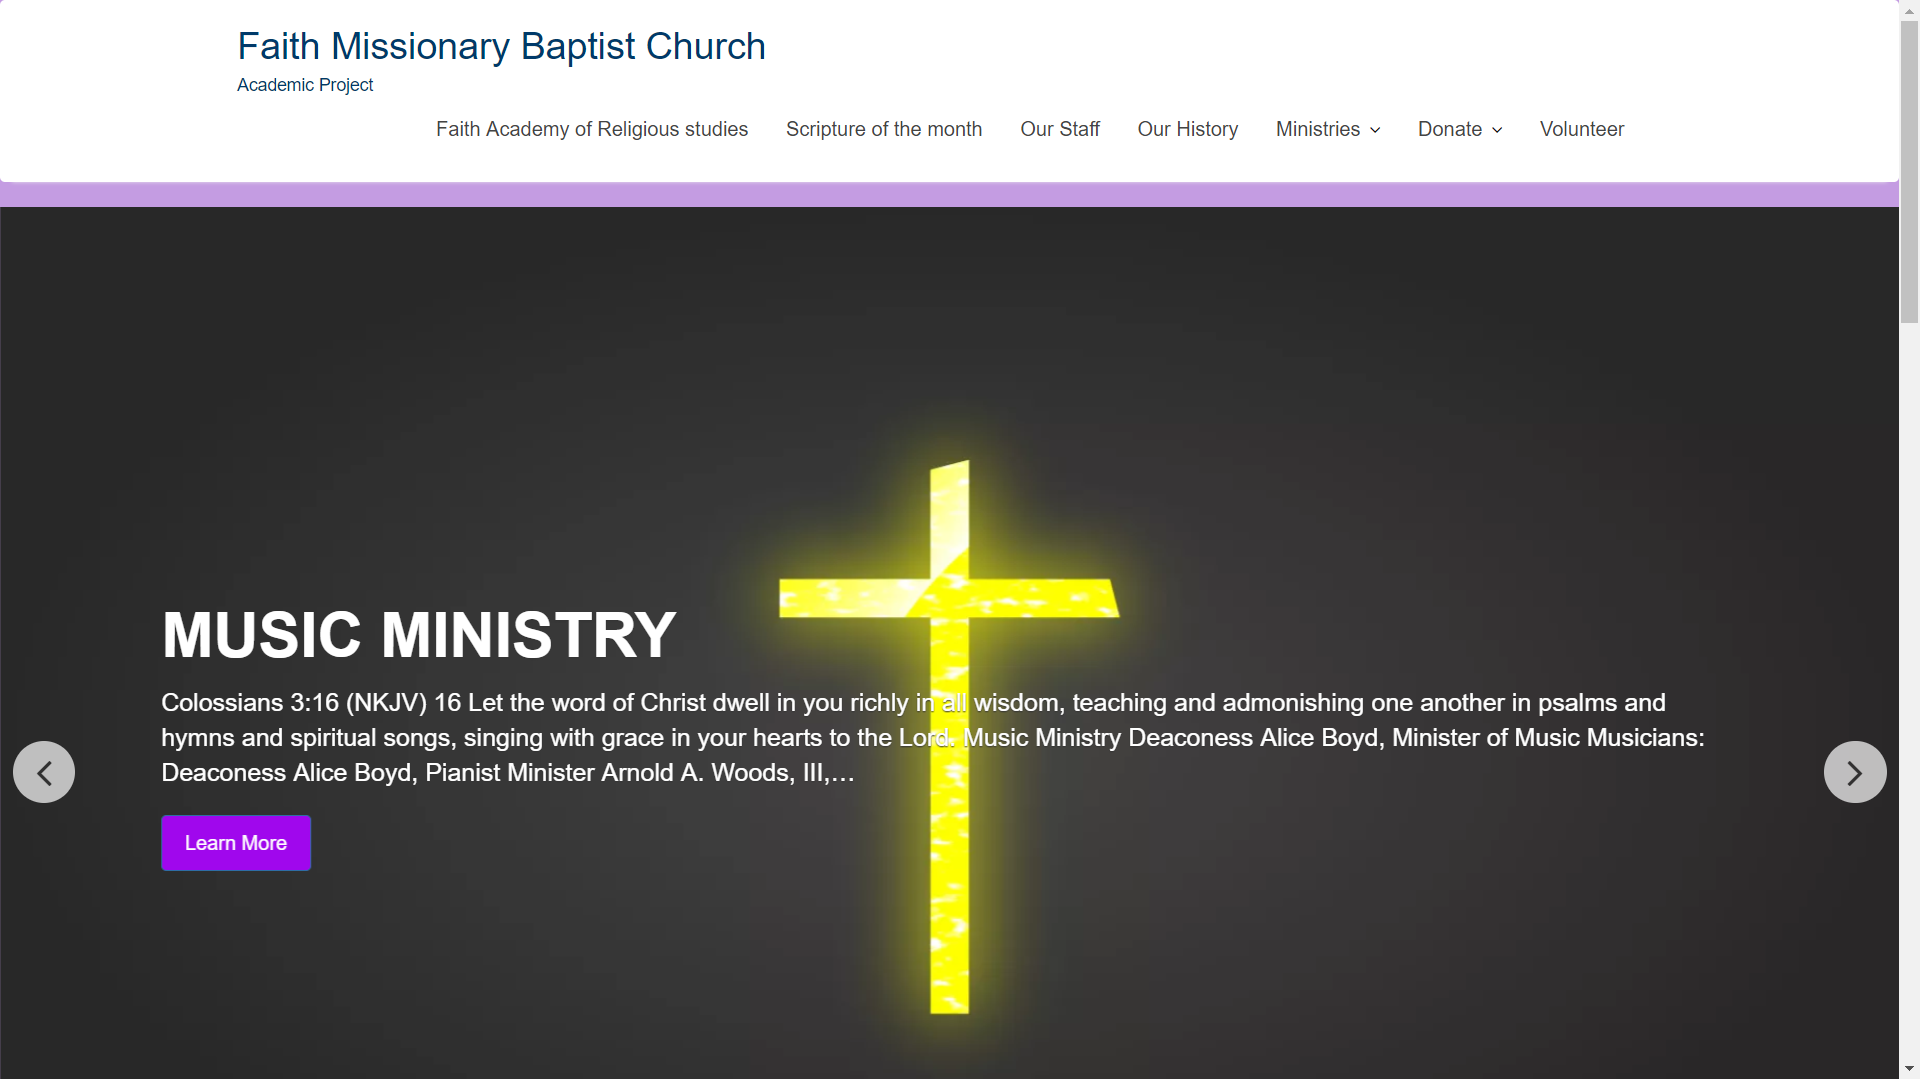 Faith Missionary Baptist Church
Academic Project
Faith Academy of Religious studies Scripture of the month Our Staff Our History Ministries Donate Volunteer
MUSIC MINISTRY
Colossians 3:16 (NKJV) 16 Let the word of Christ dwell in you richly in all wisdom, teaching and admonishing one another in psalms and
hymns and spiritual songs, singing with grace in your hearts to the Lord. Music Ministry Deaconess Alice Boyd, Minister of Music Musicians:
Deaconess Alice Boyd, Pianist Minister Arnold A. Woods, III,…
Learn More